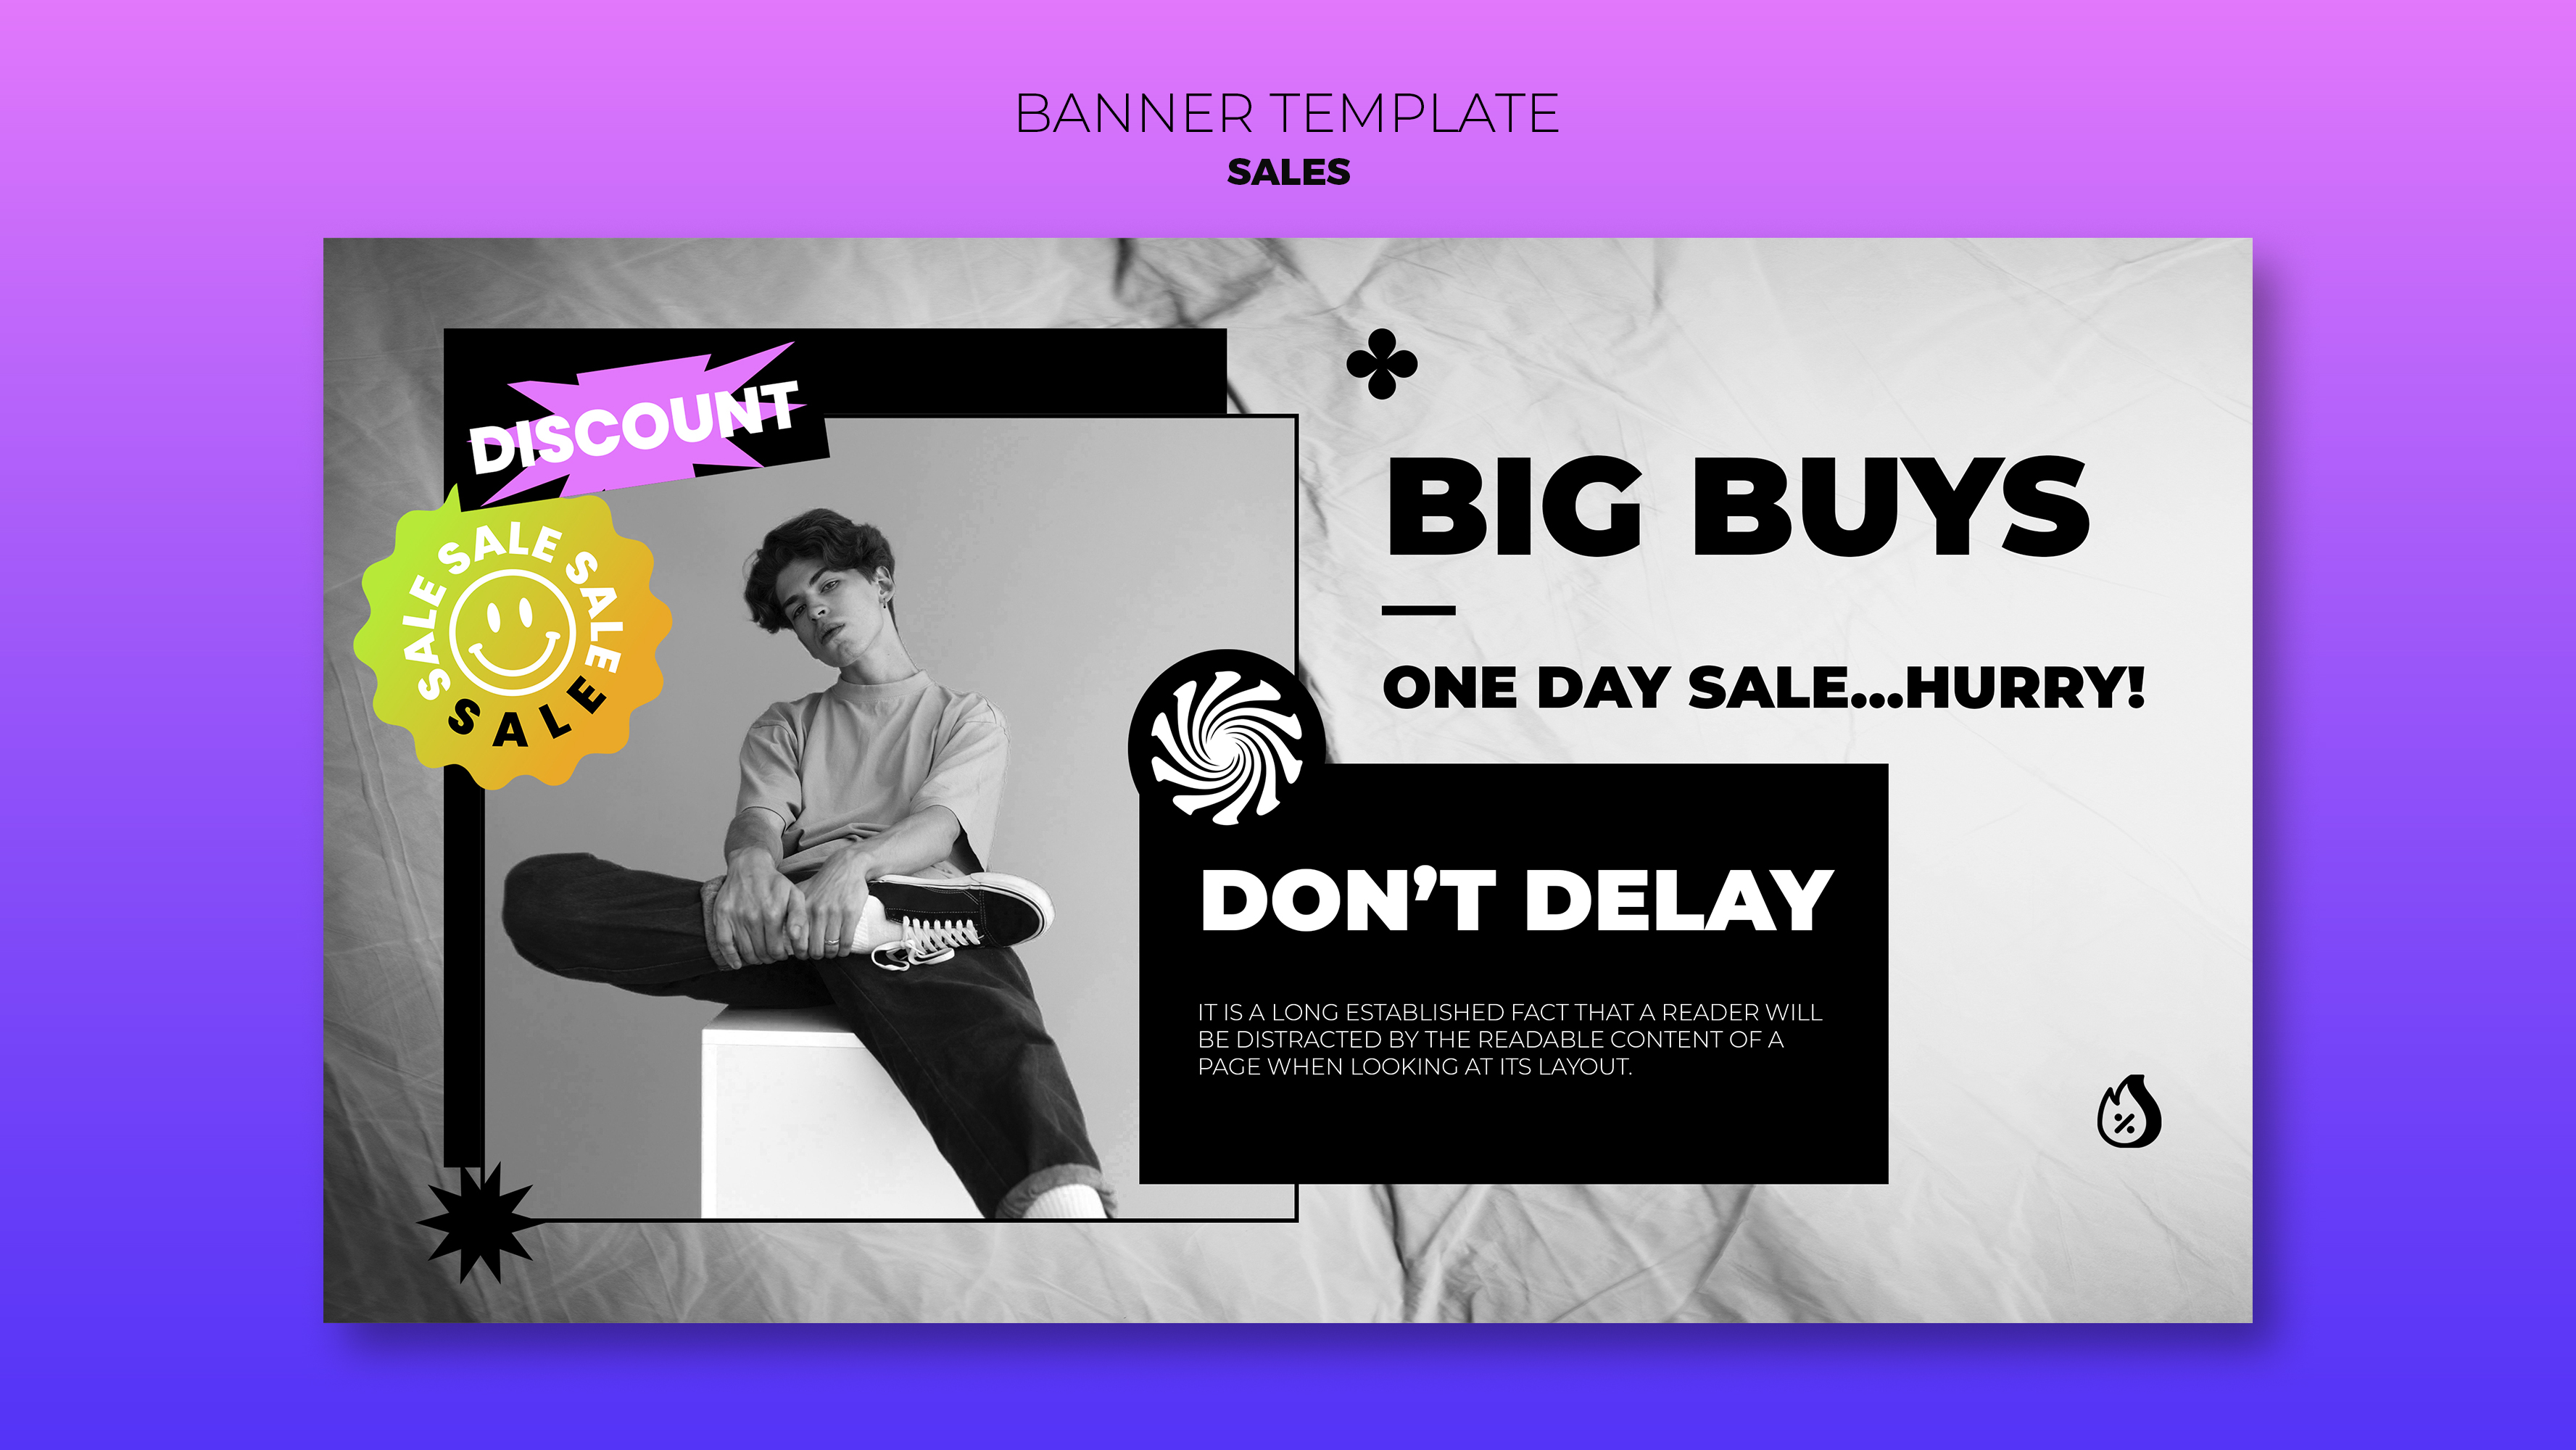 BANNER TEMPLATE
SALES
DISCOUNT
SALE SALE SALE
SALE
BIG BUYS
ONE DAY SALE...HURRY!
DON'T DELAY
IT IS A LONG ESTABLISHED FACT THAT A READER WILL
BE DISTRACTED BY THE READABLE CONTENT OF A
PAGE WHEN LOOKING AT ITS LAYOUT.
%